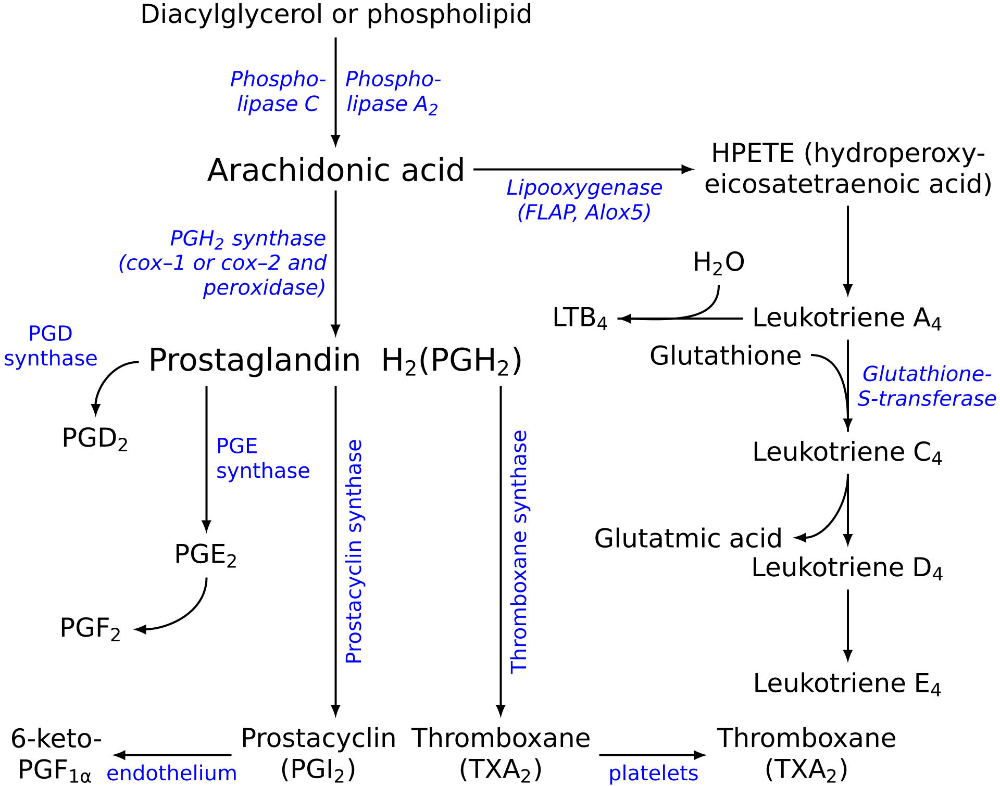 Diacylglycerol or phospholipid
Phospho-
lipase C
Phospho-
lipase A₂
Arachidonic acid
Lipooxygenase
(FLAP, Alox5)
HPETE (hydroperoxy-
eicosatetraenoic acid)
PGH₂ synthase
(cox–1 or cox–2 and
peroxidase)
H₂O
LTB₄
Leukotriene A₄
PGD
synthase
Prostaglandin H₂(PGH₂)
Glutathione
Glutathione-
S-transferase
PGD₂
PGE
synthase
Prostacyclin synthase
Thromboxane synthase
Leukotriene C₄
Glutatmic acid
PGE₂
Leukotriene D₄
PGF₂
Leukotriene E₄
6-keto-
PGF₁α
endothelium
Prostacyclin
(PGI₂)
Thromboxane
(TXA₂)
platelets
Thromboxane
(TXA₂)